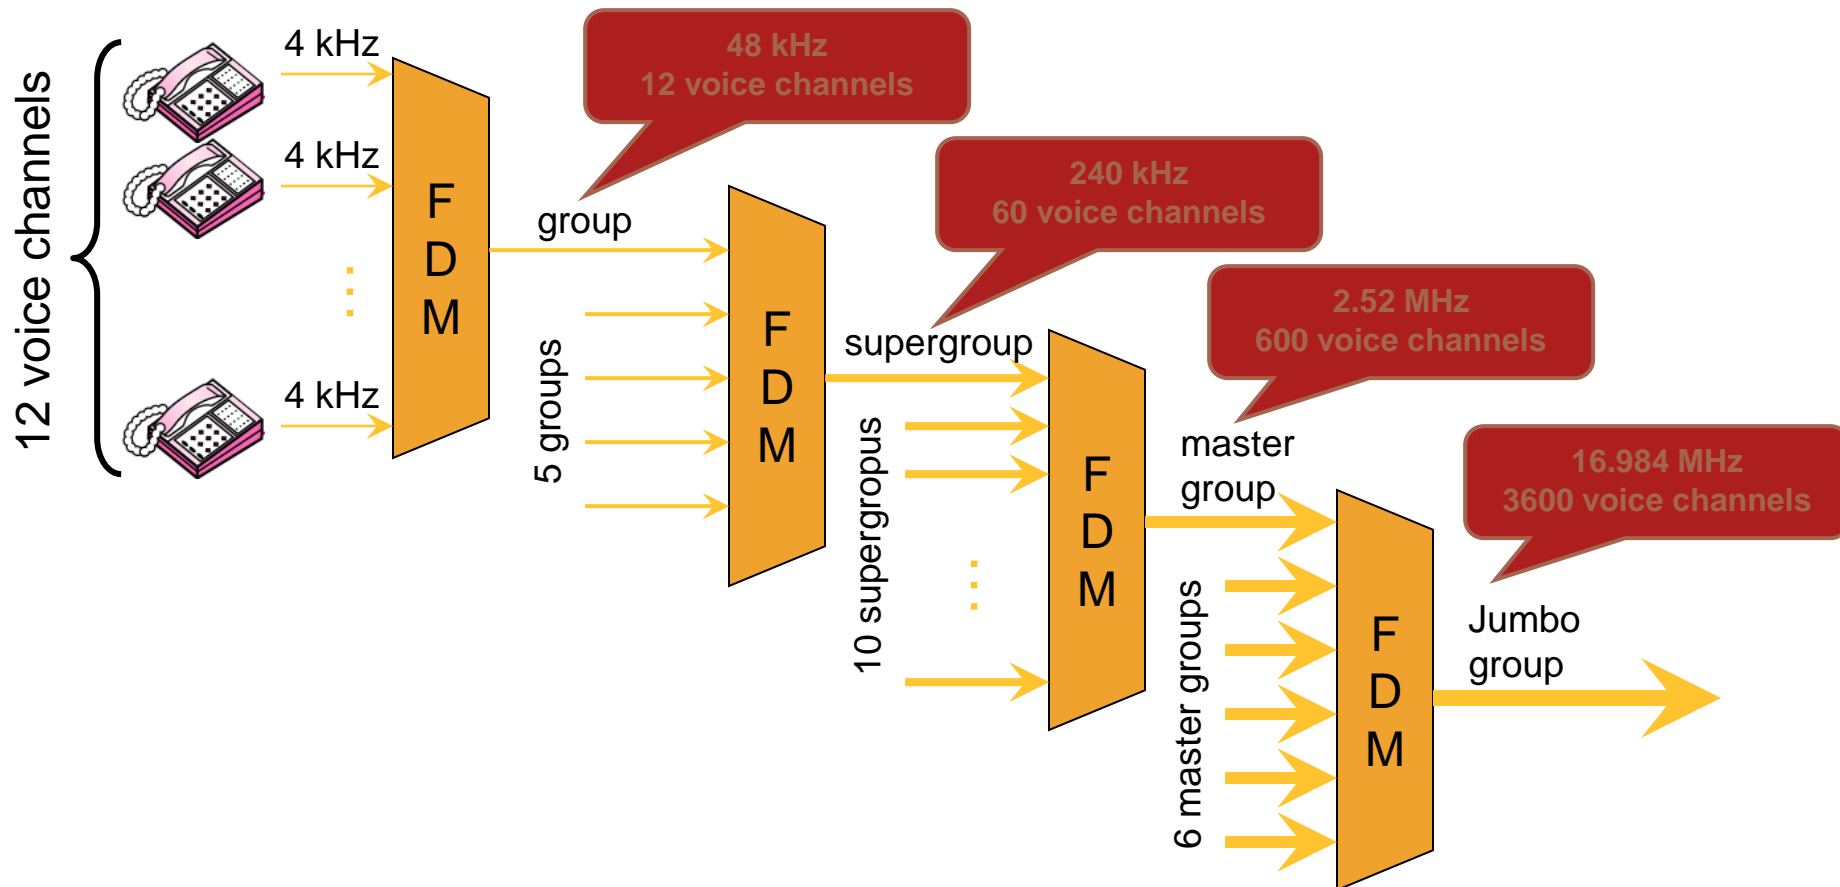 12 voice channels
4 kHz
4 kHz
4 kHz
F
D
M
48 kHz
12 voice channels
group
5 groups
F
D
M
240 kHz
60 voice channels
supergroup
10 supergropus
F
D
M
2.52 MHz
600 voice channels
master
group
6 master groups
F
D
M
16.984 MHz
3600 voice channels
Jumbo
group